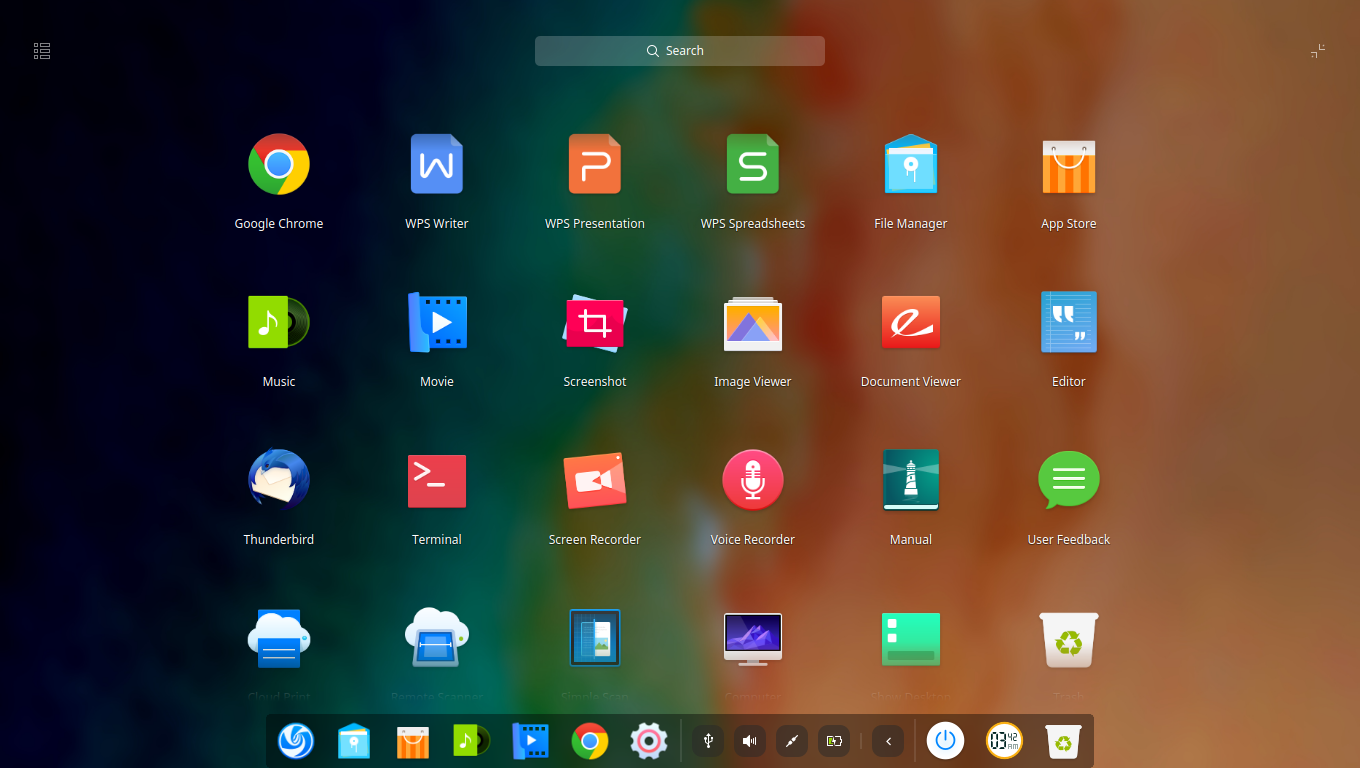 Search
Google Chrome
WPS Writer
WPS Presentation
WPS Spreadsheets
File Manager
App Store
Music
Movie
Screenshot
Image Viewer
Document Viewer
Editor
Thunderbird
Terminal
Screen Recorder
Voice Recorder
Manual
User Feedback
Cloud Print
Remote Scanner
Simple Scan
Computer
Show Desktop
Trash
03 42 AM